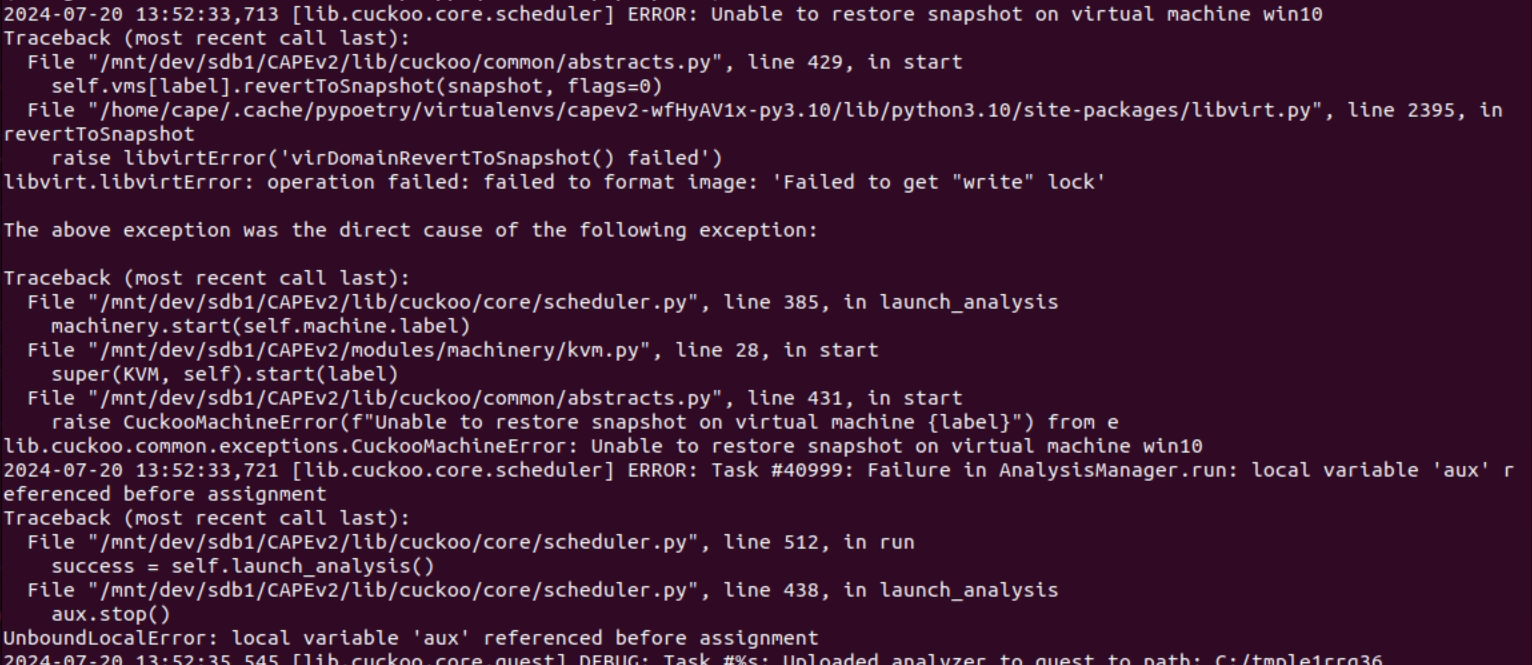 2024-07-20 13:52:33,713 [lib.cuckoo.core.scheduler] ERROR: Unable to restore snapshot on virtual machine win10
Traceback (most recent call last):
  File "/mnt/dev/sdb1/CAPEv2/lib/cuckoo/common/abstracts.py", line 429, in start
    self.vms[label].revertToSnapshot(snapshot, flags=0)
  File "/home/cape/.cache/pypoetry/virtualenvs/capev2-wfHyAV1x-py3.10/lib/python3.10/site-packages/libvirt.py", line 2395, in
revertToSnapshot
    raise libvirtError('virDomainRevertToSnapshot() failed')
libvirt.libvirtError: operation failed: failed to format image: 'Failed to get "write" lock'

The above exception was the direct cause of the following exception:

Traceback (most recent call last):
  File "/mnt/dev/sdb1/CAPEv2/lib/cuckoo/core/scheduler.py", line 385, in launch_analysis
    machinery.start(self.machine.label)
  File "/mnt/dev/sdb1/CAPEv2/modules/machinery/kvm.py", line 28, in start
    super(KVM, self).start(label)
  File "/mnt/dev/sdb1/CAPEv2/lib/cuckoo/common/abstracts.py", line 431, in start
    raise CuckooMachineError(f"Unable to restore snapshot on virtual machine {label}") from e
lib.cuckoo.common.exceptions.CuckooMachineError: Unable to restore snapshot on virtual machine win10
2024-07-20 13:52:33,721 [lib.cuckoo.core.scheduler] ERROR: Task #40999: Failure in AnalysisManager.run: local variable 'aux' r
eferenced before assignment
Traceback (most recent call last):
  File "/mnt/dev/sdb1/CAPEv2/lib/cuckoo/core/scheduler.py", line 512, in run
    success = self.launch_analysis()
  File "/mnt/dev/sdb1/CAPEv2/lib/cuckoo/core/scheduler.py", line 438, in launch_analysis
    aux.stop()
UnboundLocalError: local variable 'aux' referenced before assignment
2024-07-20 13:52:35,545 [lib.cuckoo.core.guest] DEBUG: Task #%s: Uploaded analyzer to guest to path: C:/tmple1rrg36